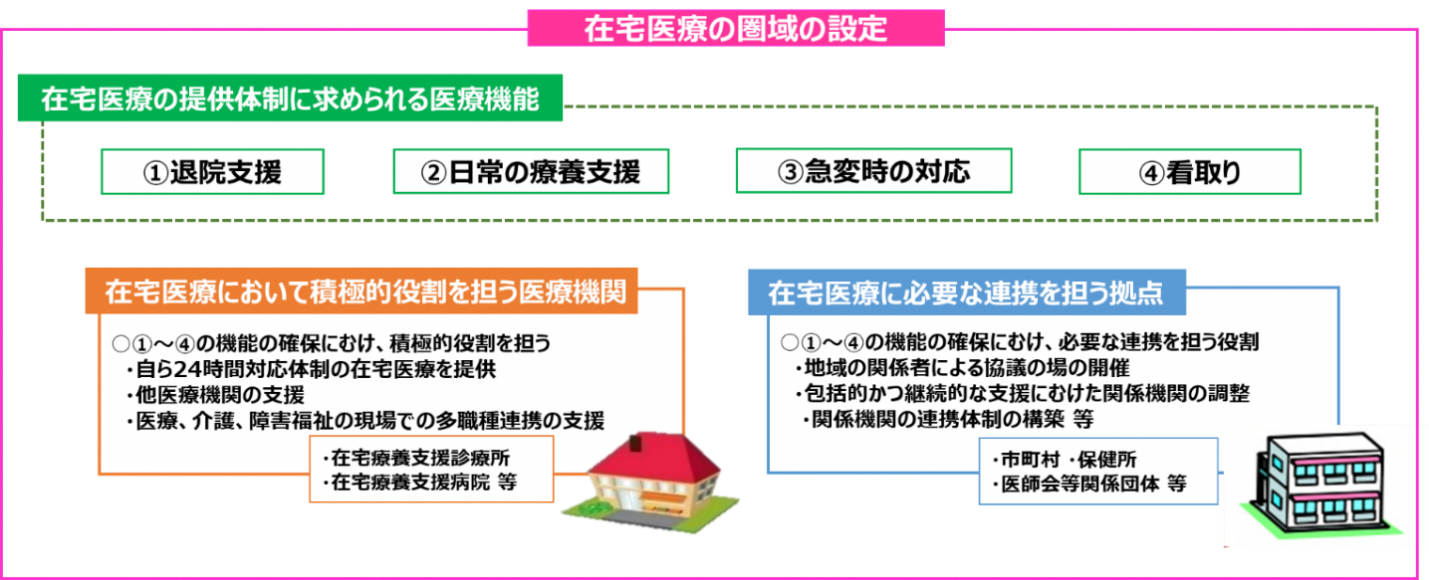 在宅医療の圏域の設定
在宅医療の提供体制に求められる医療機能
①退院支援
②日常の療養支援
③急変時の対応
④看取り
在宅医療において積極的役割を担う医療機関
○①～④の機能の確保にむけ、積極的役割を担う
・自ら24時間対応体制の在宅医療を提供
・他医療機関の支援
・医療、介護、障害福祉の現場での多職種連携の支援
・在宅療養支援診療所
・在宅療養支援病院 等
在宅医療に必要な連携を担う拠点
○①～④の機能の確保にむけ、必要な連携を担う役割
・地域の関係者による協議の場の開催
・包括的かつ継続的な支援にむけた関係機関の調整
・関係機関の連携体制の構築 等
・市町村 ・保健所
・医師会等関係団体 等